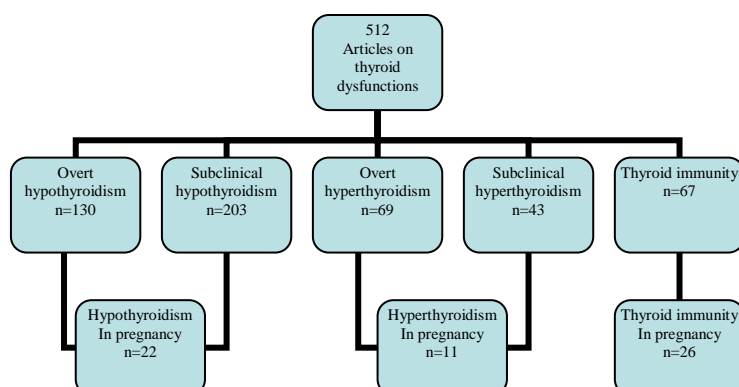 512
Articles on
thyroid
dysfunctions
Overt
hypothyroidism
n=130
Subclinical
hypothyroidism
n=203
Overt
hyperthyroidism
n=69
Subclinical
hyperthyroidism
n=43
Thyroid immunity
n=67
Hypothyroidism
In pregnancy
n=22
Hyperthyroidism
In pregnancy
n=11
Thyroid immunity
In pregnancy
n=26